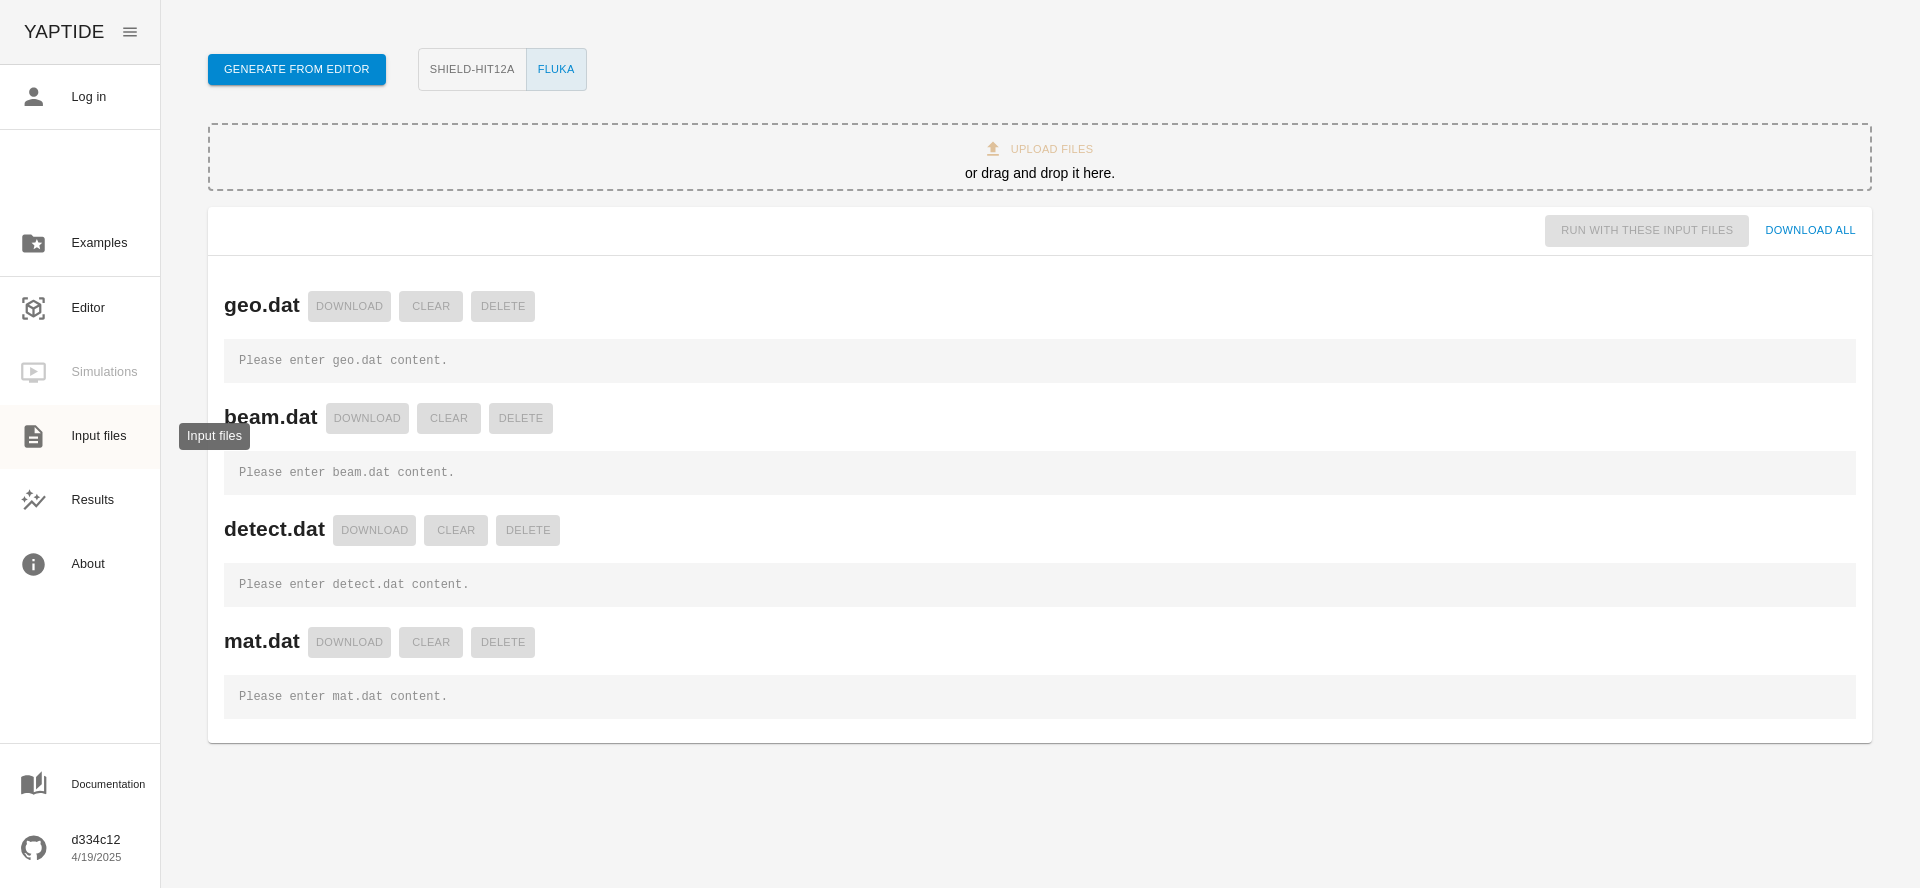 YAPTIDE
Log in
Examples
Editor
Simulations
Input files
Results
About
Documentation
d334c12
4/19/2025
GENERATE FROM EDITOR
SHIELD-HIT12A
FLUKA
UPLOAD FILES
or drag and drop it here.
RUN WITH THESE INPUT FILES
DOWNLOAD ALL
geo.dat DOWNLOAD CLEAR DELETE
Please enter geo.dat content.
beam.dat DOWNLOAD CLEAR DELETE
Input files
Please enter beam.dat content.
detect.dat DOWNLOAD CLEAR DELETE
Please enter detect.dat content.
mat.dat DOWNLOAD CLEAR DELETE
Please enter mat.dat content.